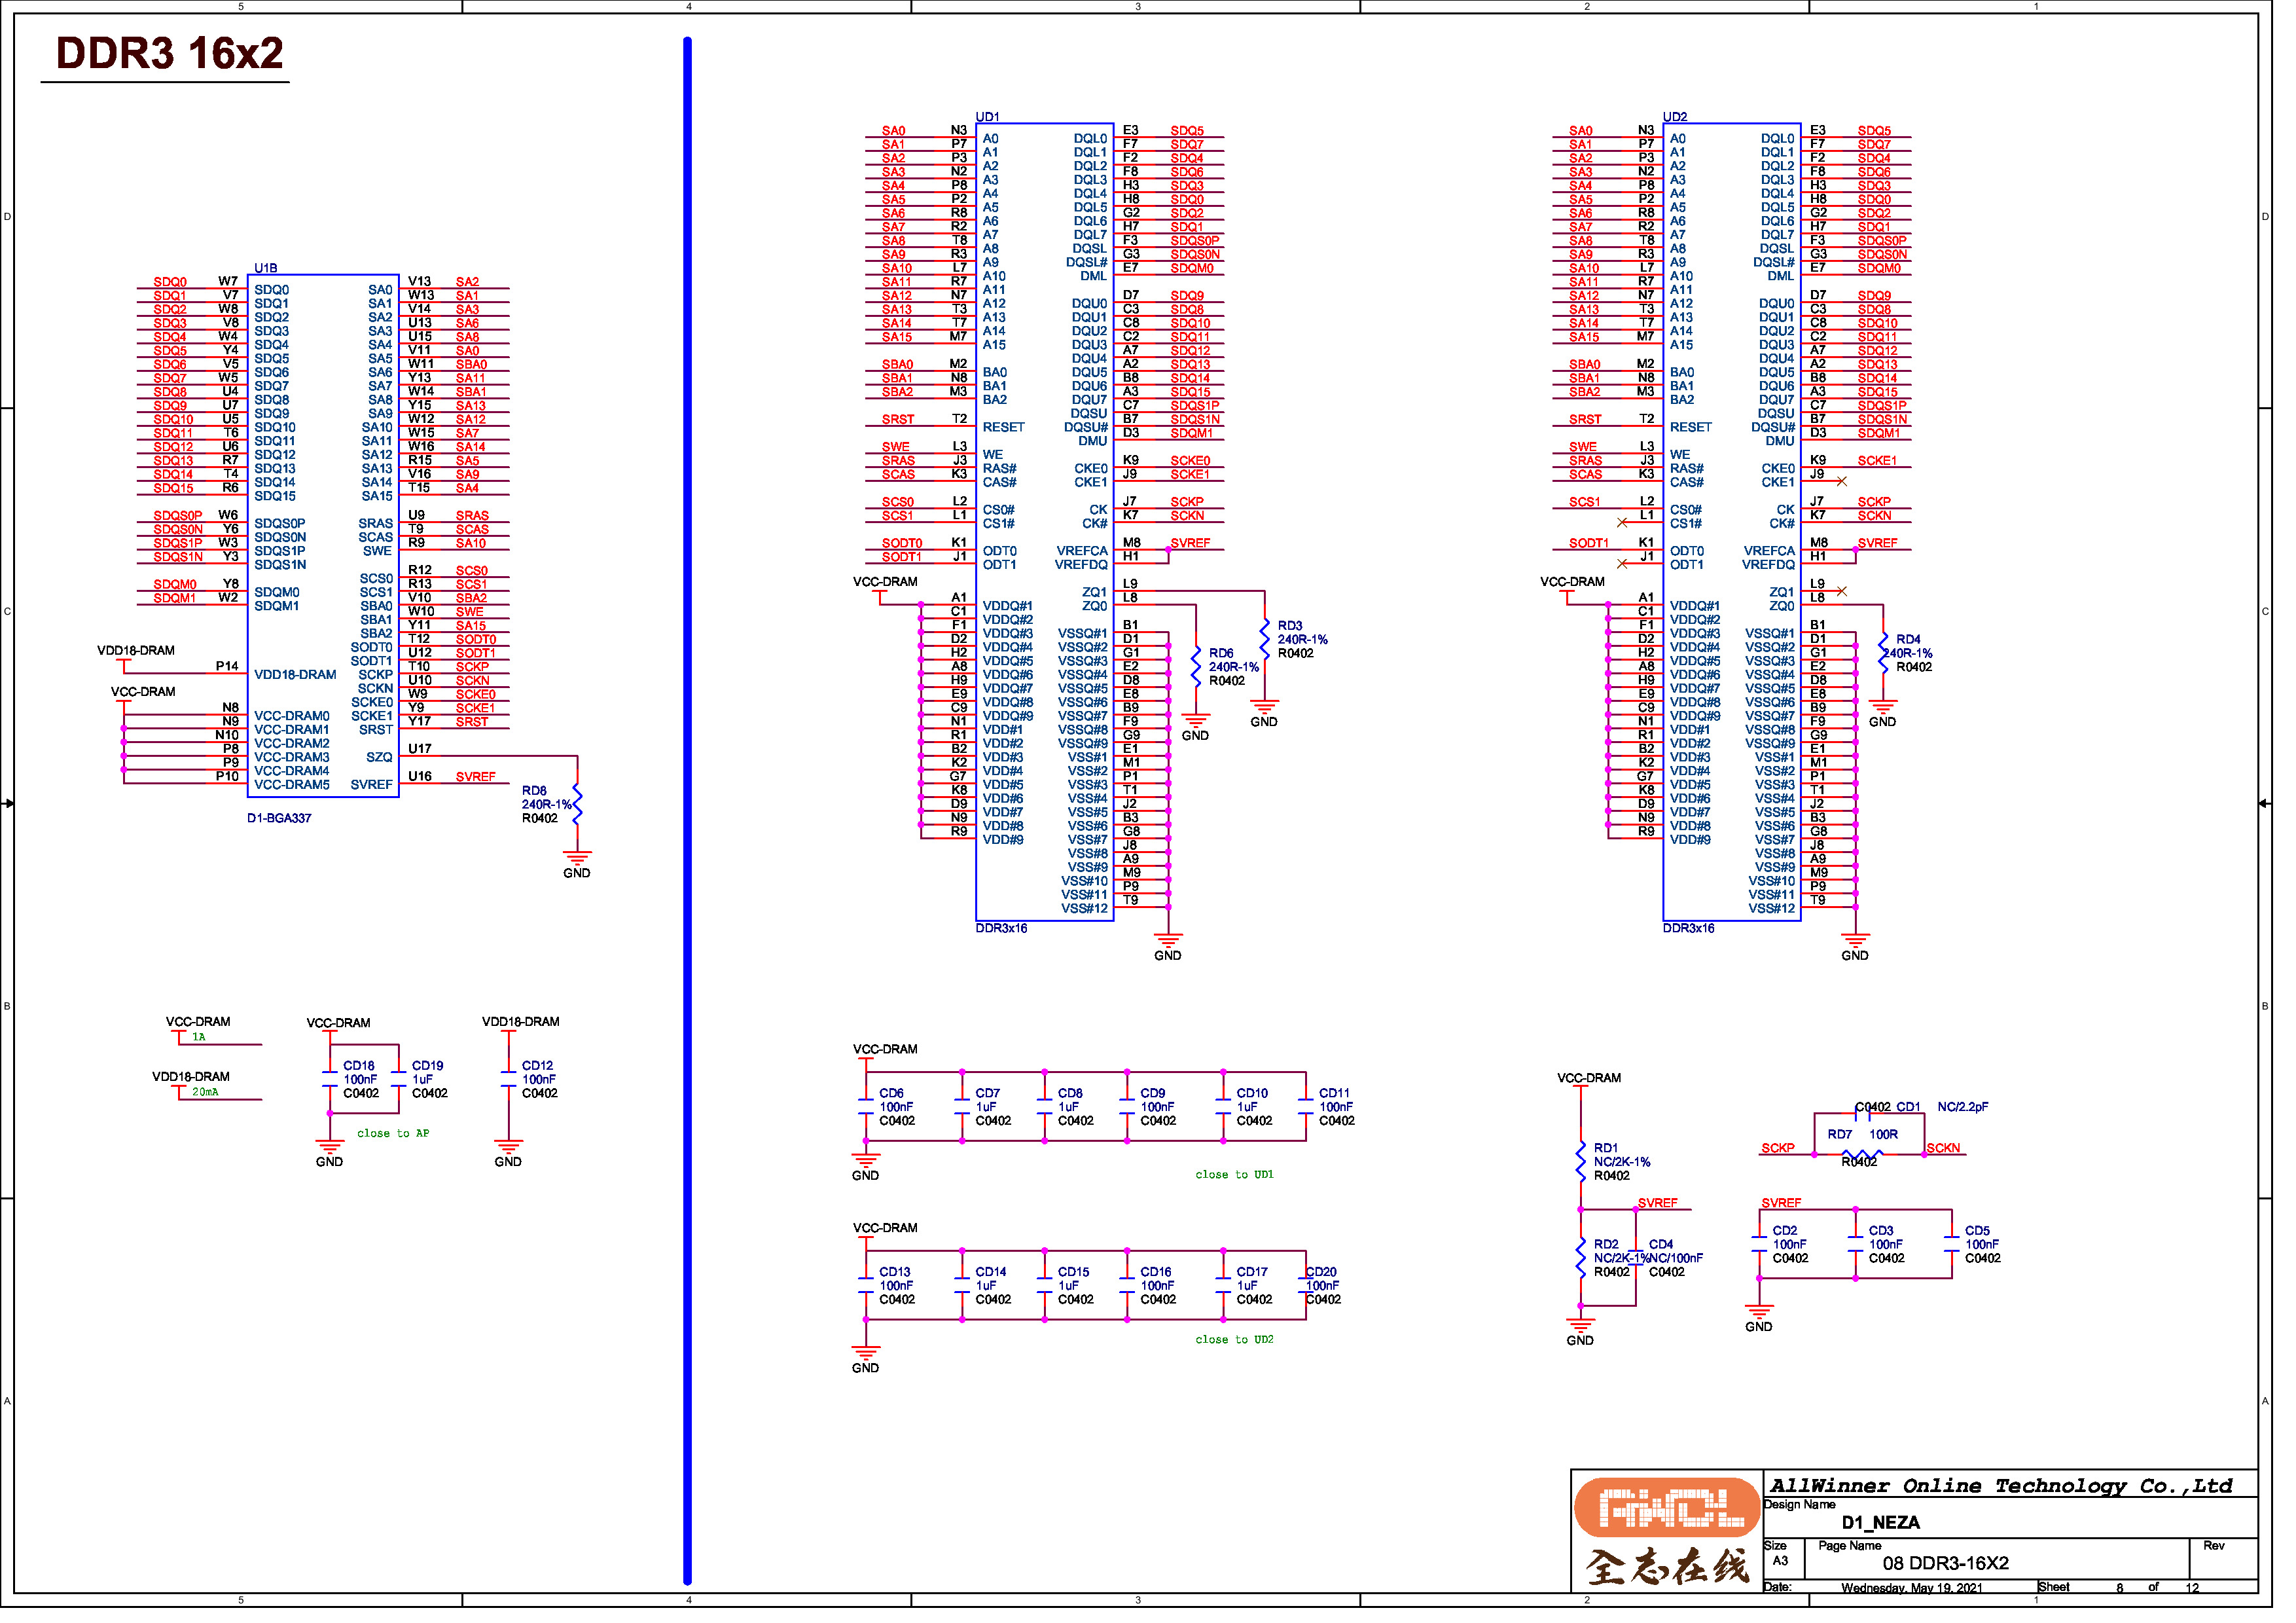 5 4 3 2 1
DDR3 16x2
U1B
SDQ0 W7 SDQ0 SA0 V13 SA2
SDQ1 V7 SDQ1 SA1 W13 SA1
SDQ2 W8 SDQ2 SA2 V14 SA3
SDQ3 V8 SDQ3 SA3 U13 SA6
SDQ4 W4 SDQ4 SA4 U15 SA8
SDQ5 Y4 SDQ5 SA5 V11 SA0
SDQ6 V5 SDQ6 SA6 W11 SBA0
SDQ7 W5 SDQ7 SA7 Y13 SA11
SDQ8 U4 SDQ8 SA8 W14 SBA1
SDQ9 U7 SDQ9 SA9 Y15 SA13
SDQ10 U5 SDQ10 SA10 W12 SA12
SDQ11 T6 SDQ11 SA11 W15 SA7
SDQ12 U6 SDQ12 SA12 W16 SA14
SDQ13 R7 SDQ13 SA13 R15 SA5
SDQ14 T4 SDQ14 SA14 V16 SA9
SDQ15 R6 SDQ15 SA15 T15 SA4
SDQS0P W6 SDQS0P SRAS U9 SRAS
SDQS0N Y6 SDQS0N SCAS T9 SCAS
SDQS1P W3 SDQS1P SWE R9 SA10
SDQS1N Y3 SDQS1N
SCS0 R12 SCS0
SDQM0 Y8 SDQM0 SCS1 R13 SCS1
SDQM1 W2 SDQM1 SBA0 V10 SBA2
SBA1 W10 SWE
SBA2 Y11 SA15
SODT0 T12 SODT0
SODT1 U12 SODT1
VDD18-DRAM
P14 VDD18-DRAM SCKP T10 SCKP
SCKN U10 SCKN
VCC-DRAM
SCKE0 W9 SCKE0
N8 VCC-DRAM0 SCKE1 Y9 SCKE1
N9 VCC-DRAM1 SRST Y17 SRST
N10 VCC-DRAM2
P8 VCC-DRAM3 SZQ U17
P9 VCC-DRAM4
P10 VCC-DRAM5 SVREF U16 SVREF
D1-BGA337
RD8
240R-1%
R0402
GND
UD1
SA0 N3 A0 DQL0 E3 SDQ5
SA1 P7 A1 DQL1 F7 SDQ7
SA2 P3 A2 DQL2 F2 SDQ4
SA3 N2 A3 DQL3 F8 SDQ6
SA4 P8 A4 DQL4 H3 SDQ3
SA5 P2 A5 DQL5 H8 SDQ0
SA6 R8 A6 DQL6 G2 SDQ2
SA7 R2 A7 DQL7 H7 SDQ1
SA8 T8 A8 DQSL F3 SDQS0P
SA9 R3 A9 DQSL# G3 SDQS0N
SA10 L7 A10 DML E7 SDQM0
SA11 R7 A11
SA12 N7 A12 DQU0 D7 SDQ9
SA13 T3 A13 DQU1 C3 SDQ8
SA14 T7 A14 DQU2 C8 SDQ10
SA15 M7 A15 DQU3 C2 SDQ11
DQU4 A7 SDQ12
SBA0 M2 BA0 DQU5 A2 SDQ13
SBA1 N8 BA1 DQU6 B8 SDQ14
SBA2 M3 BA2 DQU7 A3 SDQ15
DQSU C7 SDQS1P
SRST T2 RESET DQSU# B7 SDQS1N
DMU D3 SDQM1
SWE L3 WE
SRAS J3 RAS# CKE0 K9 SCKE0
SCAS K3 CAS# CKE1 J9 SCKE1
SCS0 L2 CS0# CK J7 SCKP
SCS1 L1 CS1# CK# K7 SCKN
SODT0 K1 ODT0 VREFCA M8 SVREF
SODT1 J1 ODT1 VREFDQ H1
VCC-DRAM
ZQ1 L9
A1 VDDQ#1 ZQ0 L8
C1 VDDQ#2
F1 VDDQ#3 VSSQ#1 B1
D2 VDDQ#4 VSSQ#2 D1
H2 VDDQ#5 VSSQ#3 G1
A8 VDDQ#6 VSSQ#4 E2
H9 VDDQ#7 VSSQ#5 D8
E9 VDDQ#8 VSSQ#6 E8
C9 VDDQ#9 VSSQ#7 B9
N1 VDD#1 VSSQ#8 F9
R1 VDD#2 VSSQ#9 G9
B2 VDD#3 VSS#1 E1
K2 VDD#4 VSS#2 M1
G7 VDD#5 VSS#3 P1
K8 VDD#6 VSS#4 T1
D9 VDD#7 VSS#5 J2
N9 VDD#8 VSS#6 B3
R9 VDD#9 VSS#7 G8
VSS#8 J8
VSS#9 A9
VSS#10 M9
VSS#11 P9
VSS#12 T9
DDR3x16
GND
RD6
240R-1%
R0402
GND
RD3
240R-1%
R0402
GND
UD2
SA0 N3 A0 DQL0 E3 SDQ5
SA1 P7 A1 DQL1 F7 SDQ7
SA2 P3 A2 DQL2 F2 SDQ4
SA3 N2 A3 DQL3 F8 SDQ6
SA4 P8 A4 DQL4 H3 SDQ3
SA5 P2 A5 DQL5 H8 SDQ0
SA6 R8 A6 DQL6 G2 SDQ2
SA7 R2 A7 DQL7 H7 SDQ1
SA8 T8 A8 DQSL F3 SDQS0P
SA9 R3 A9 DQSL# G3 SDQS0N
SA10 L7 A10 DML E7 SDQM0
SA11 R7 A11
SA12 N7 A12 DQU0 D7 SDQ9
SA13 T3 A13 DQU1 C3 SDQ8
SA14 T7 A14 DQU2 C8 SDQ10
SA15 M7 A15 DQU3 C2 SDQ11
DQU4 A7 SDQ12
SBA0 M2 BA0 DQU5 A2 SDQ13
SBA1 N8 BA1 DQU6 B8 SDQ14
SBA2 M3 BA2 DQU7 A3 SDQ15
DQSU C7 SDQS1P
SRST T2 RESET DQSU# B7 SDQS1N
DMU D3 SDQM1
SWE L3 WE
SRAS J3 RAS# CKE0 K9 SCKE1
SCAS K3 CAS# CKE1 J9
SCS1 L2 CS0# CK J7 SCKP
L1 CS1# CK# K7 SCKN
SODT1 K1 ODT0 VREFCA M8 SVREF
J1 ODT1 VREFDQ H1
VCC-DRAM
ZQ1 L9
A1 VDDQ#1 ZQ0 L8
C1 VDDQ#2
F1 VDDQ#3 VSSQ#1 B1
D2 VDDQ#4 VSSQ#2 D1
H2 VDDQ#5 VSSQ#3 G1
A8 VDDQ#6 VSSQ#4 E2
H9 VDDQ#7 VSSQ#5 D8
E9 VDDQ#8 VSSQ#6 E8
C9 VDDQ#9 VSSQ#7 B9
N1 VDD#1 VSSQ#8 F9
R1 VDD#2 VSSQ#9 G9
B2 VDD#3 VSS#1 E1
K2 VDD#4 VSS#2 M1
G7 VDD#5 VSS#3 P1
K8 VDD#6 VSS#4 T1
D9 VDD#7 VSS#5 J2
N9 VDD#8 VSS#6 B3
R9 VDD#9 VSS#7 G8
VSS#8 J8
VSS#9 A9
VSS#10 M9
VSS#11 P9
VSS#12 T9
DDR3x16
GND
RD4
240R-1%
R0402
GND
VCC-DRAM
1A
VDD18-DRAM
20mA
VCC-DRAM
CD18 CD19
100nF 1uF
C0402 C0402
close to AP
GND
VDD18-DRAM
CD12
100nF
C0402
GND
VCC-DRAM
CD6 CD7 CD8 CD9 CD10 CD11
100nF 1uF 1uF 100nF 1uF 100nF
C0402 C0402 C0402 C0402 C0402 C0402
GND
close to UD1
VCC-DRAM
CD13 CD14 CD15 CD16 CD17 CD20
100nF 1uF 1uF 100nF 1uF 100nF
C0402 C0402 C0402 C0402 C0402 C0402
close to UD2
GND
VCC-DRAM
RD1
NC/2K-1%
R0402
SVREF
RD2 CD4
NC/2K-1% NC/100nF
R0402 C0402
GND
C0402 CD1 NC/2.2pF
RD7 100R
SCKP SCKN
R0402
SVREF
CD2 CD3 CD5
100nF 100nF 100nF
C0402 C0402 C0402
GND
D D
C C
B B
A A
AWOL
全志在线
AllWinner Online Technology Co.,Ltd
Design Name
D1_NEZA
Size Page Name Rev
A3 08 DDR3-16X2
Date: Wednesday, May 19, 2021 Sheet 8 of 12
5 4 3 2 1